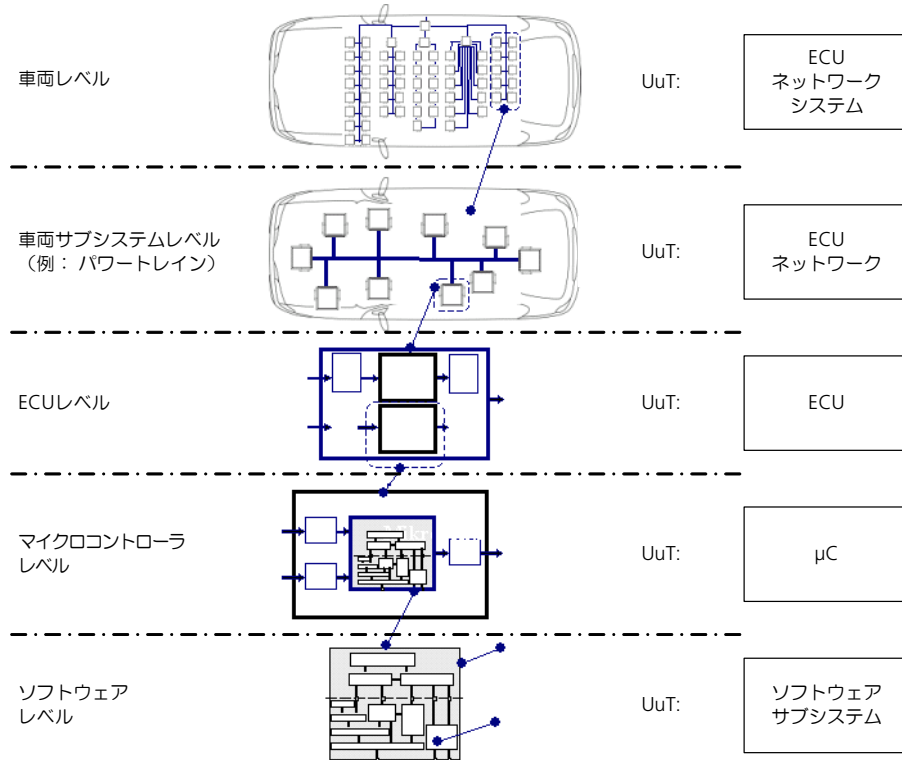 車両レベル
UuT:
ECU
ネットワーク
システム
車両サブシステムレベル
（例： パワートレイン）
UuT:
ECU
ネットワーク
ECUレベル
UuT:
ECU
マイクロコントローラ
レベル
UuT:
μC
ソフトウェア
レベル
UuT:
ソフトウェア
サブシステム